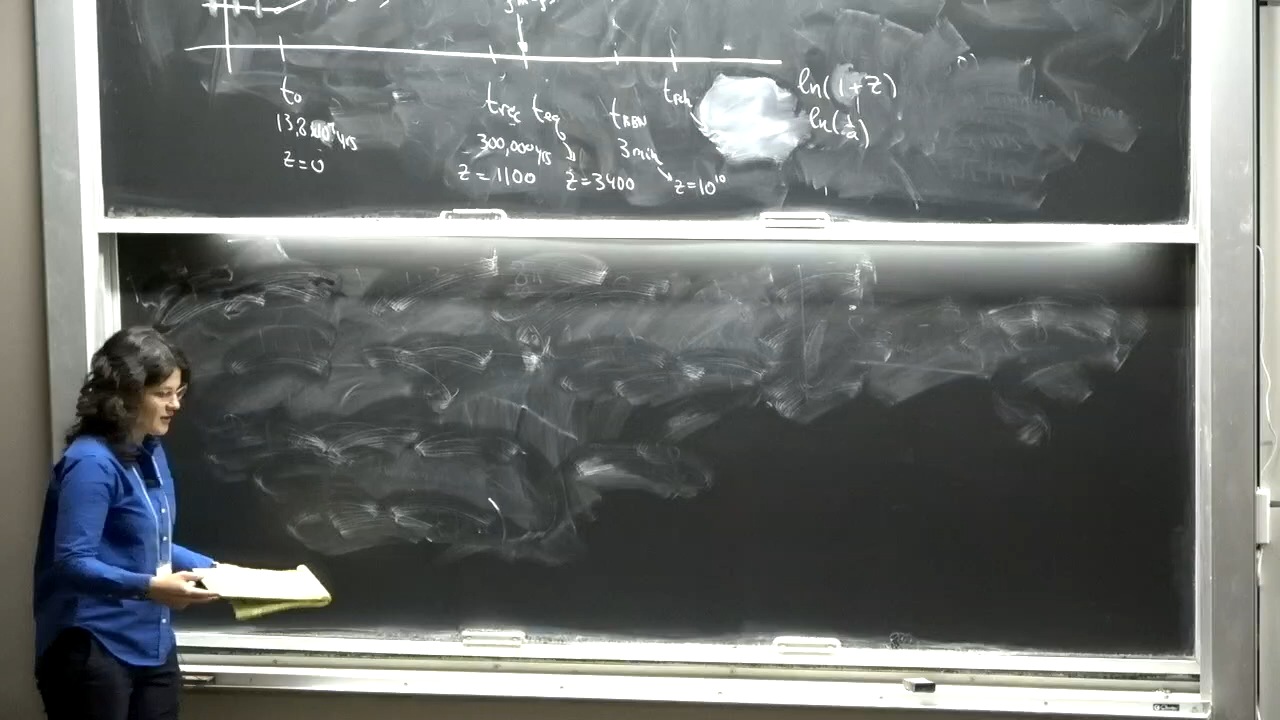 t₀ t_rec t_eq t_BBN t_reh ln(1+z)
13.8 yrs 300,000 yrs 3 min ln(1/a)
z=0 z=1100 z=3400 z=10¹⁰